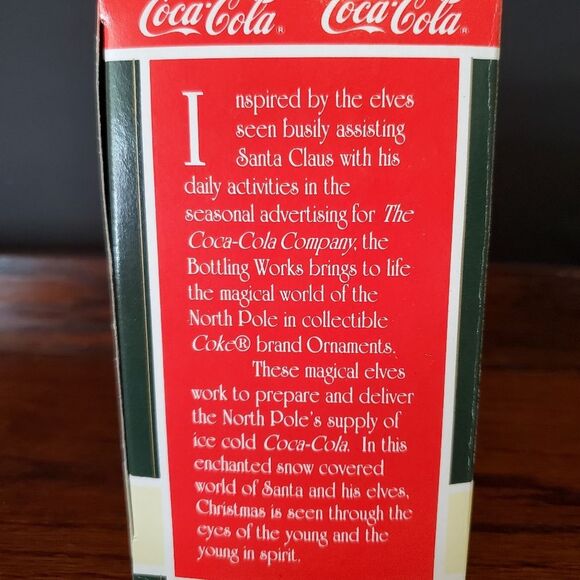 Coca-Cola® Coca-Cola®
Inspired by the elves
seen busily assisting
Santa Claus with his
daily activities in the
seasonal advertising for The
Coca-Cola Company, the
Bottling Works brings to life
the magical world of the
North Pole in collectible
Coke® brand Ornaments.
These magical elves
work to prepare and deliver
the North Pole's supply of
ice cold Coca-Cola. In this
enchanted snow covered
world of Santa and his elves,
Christmas is seen through the
eyes of the young and the
young in spirit.